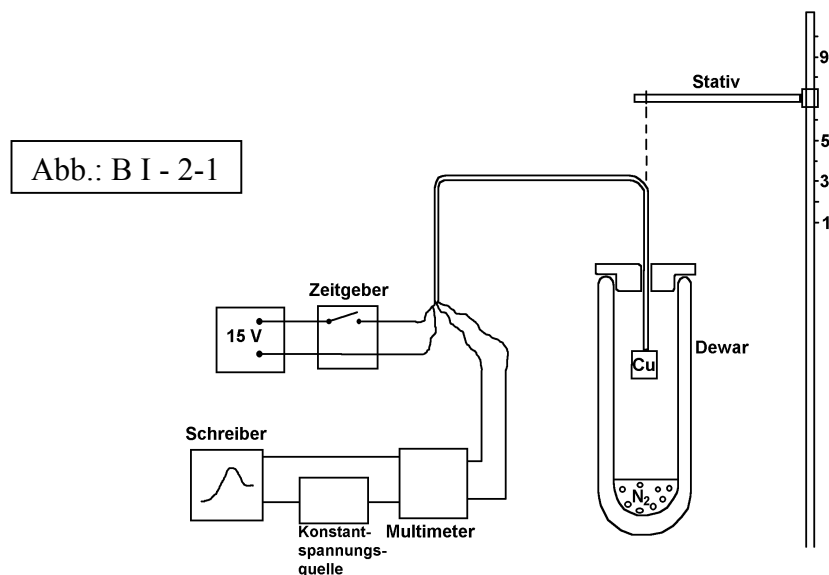 9
Stativ
Abb.: B I - 2-1
5
3
1
Zeitgeber
15 V
Dewar
Cu
Schreiber
N2
Konstant-
spannungs-
quelle
Multimeter